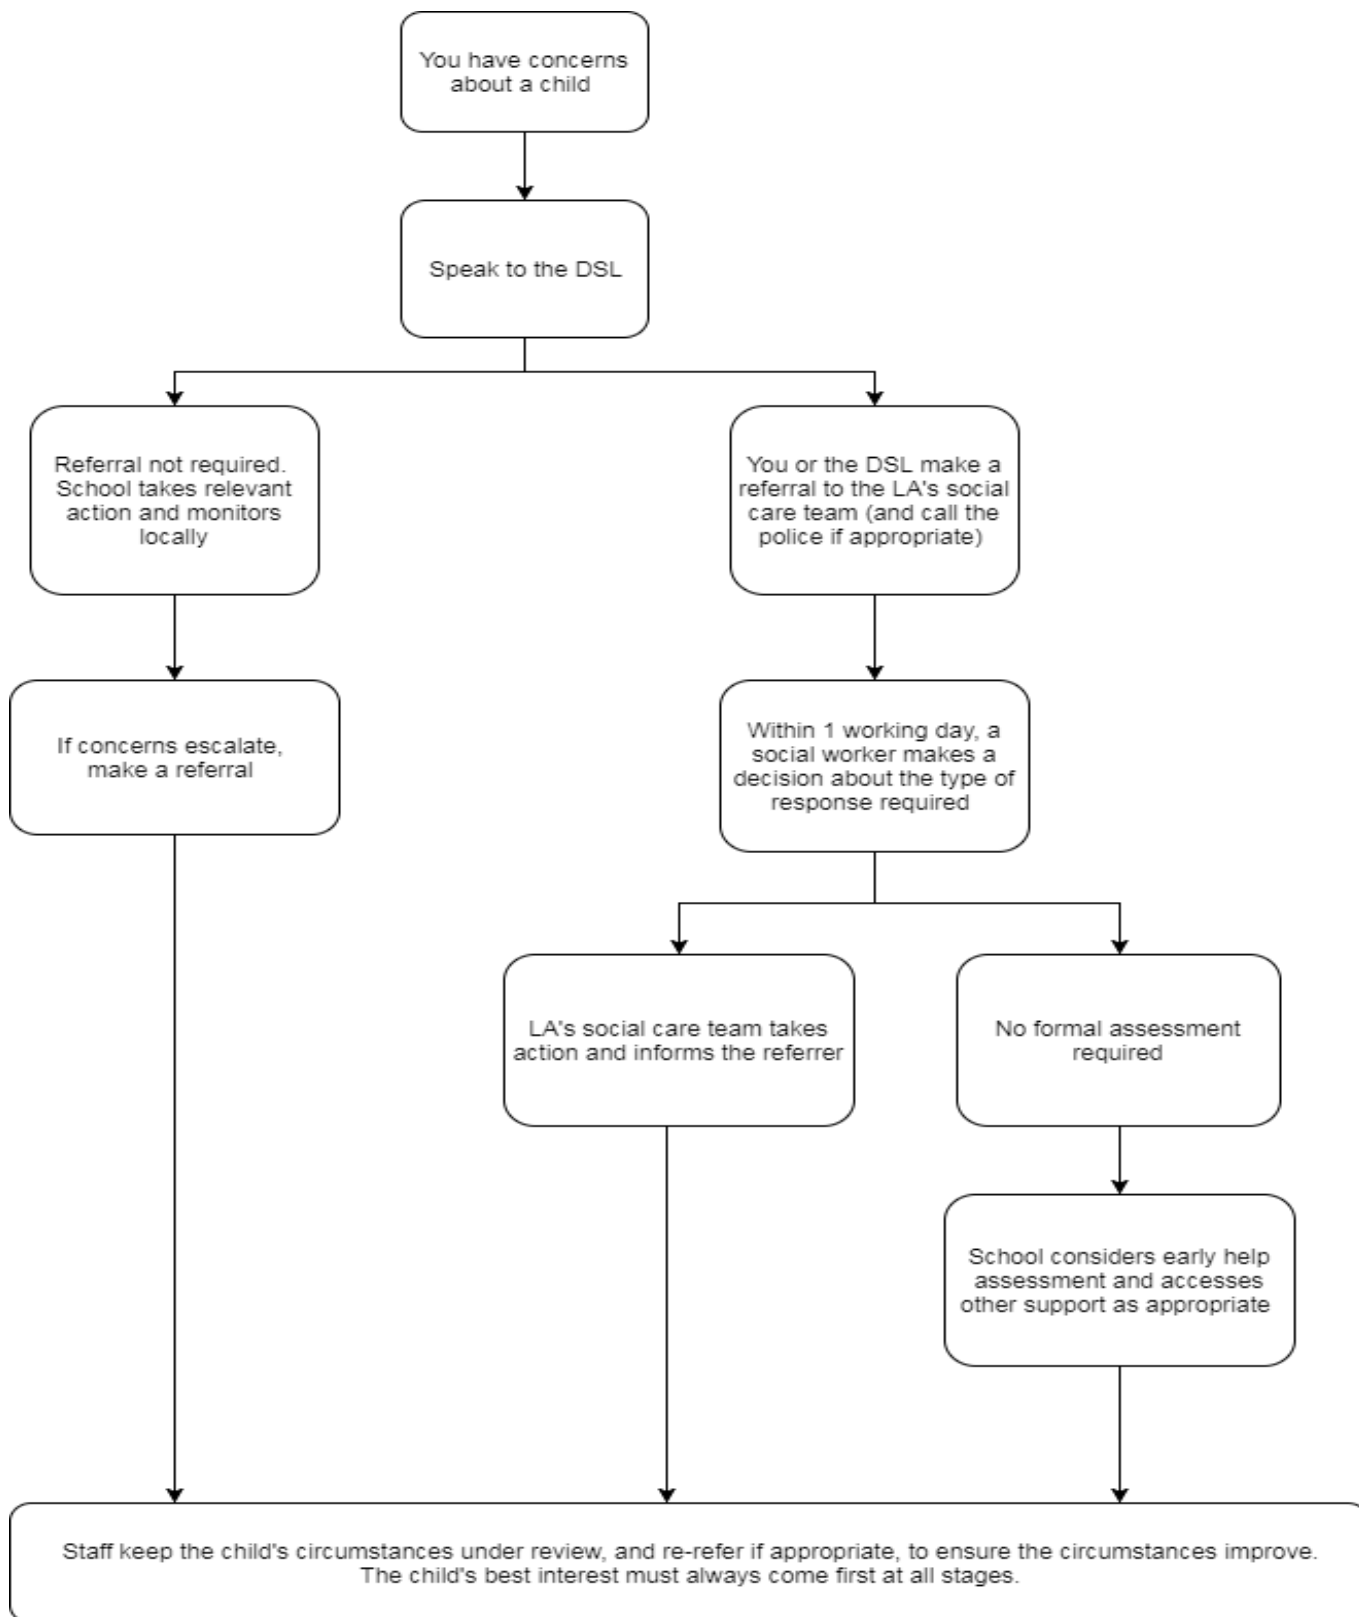 You have concerns
about a child
Speak to the DSL
Referral not required.
School takes relevant
action and monitors
locally
You or the DSL make a
referral to the LA's social
care team (and call the
police if appropriate)
If concerns escalate,
make a referral
Within 1 working day, a
social worker makes a
decision about the type of
response required
LA's social care team takes
action and informs the referrer
No formal assessment
required
School considers early help
assessment and accesses
other support as appropriate
Staff keep the child's circumstances under review, and re-refer if appropriate, to ensure the circumstances improve.
The child's best interest must always come first at all stages.